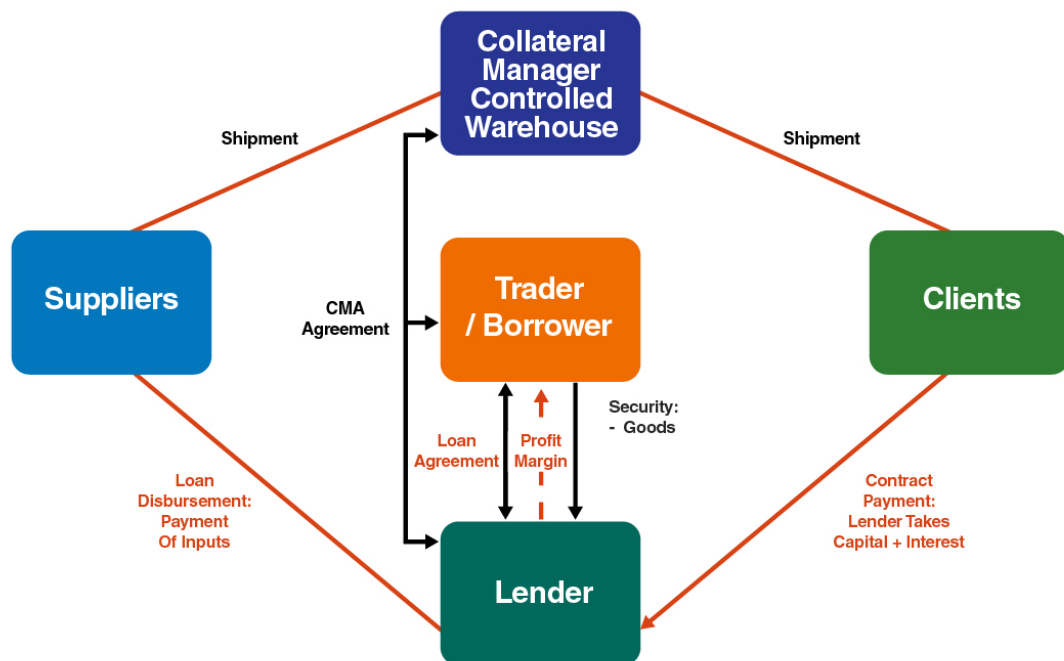 Collateral
Manager
Controlled
Warehouse
Shipment
Shipment
Suppliers
Trader
/ Borrower
Clients
CMA
Agreement
Security:
- Goods
Loan
Agreement
Profit
Margin
Loan
Disbursement:
Payment
Of Inputs
Contract
Payment:
Lender Takes
Capital + Interest
Lender